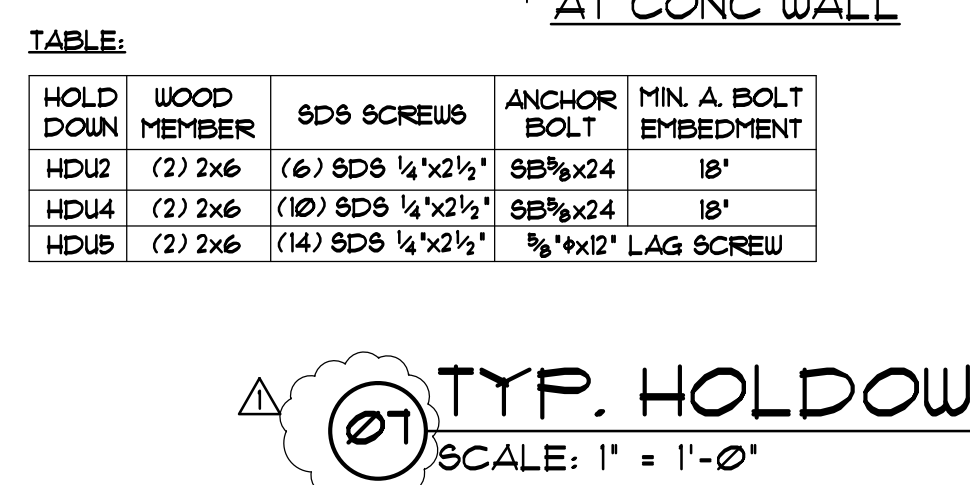 AT CONC WALL
TABLE:
HOLD DOWN WOOD MEMBER SDS SCREWS ANCHOR BOLT MIN. A. BOLT EMBEDMENT
HDU2 (2) 2x6 (6) SDS ¼"x2½" SB⅝x24 18"
HDU4 (2) 2x6 (10) SDS ¼"x2½" SB⅝x24 18"
HDU5 (2) 2x6 (14) SDS ¼"x2½" ⅝"ϕx12" LAG SCREW
1
07
TYP. HOLDOW
SCALE: 1" = 1'-0"